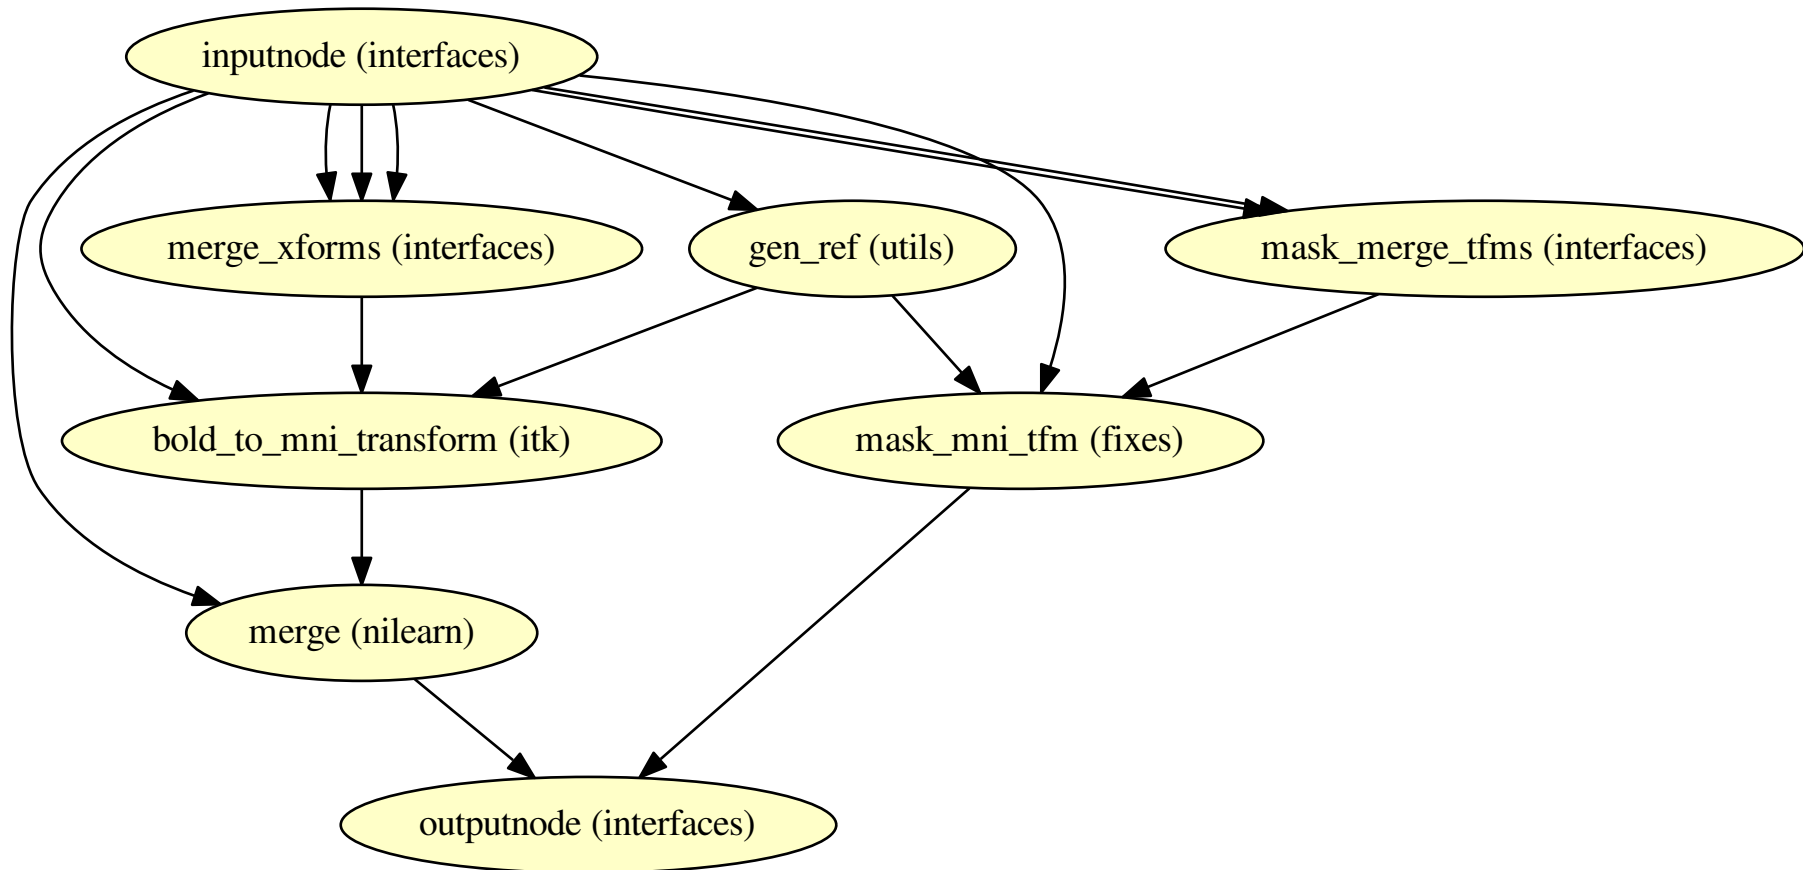 inputnode (interfaces)
merge_xforms (interfaces)
gen_ref (utils)
mask_merge_tfms (interfaces)
bold_to_mni_transform (itk)
mask_mni_tfm (fixes)
merge (nilearn)
outputnode (interfaces)